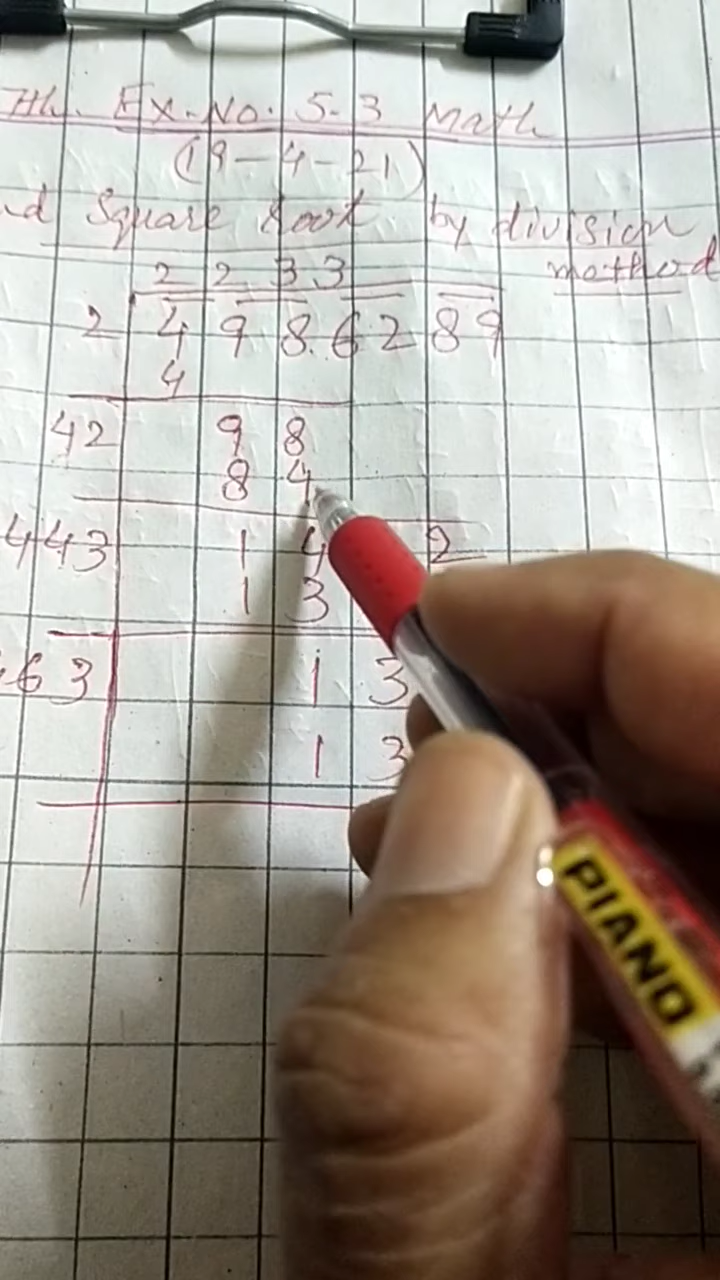 7th. Ex. No. 5.3 Math
(19-4-21)
Square Root by division
method
2 2 3 3
2 4 9 8 6 2 8 9
4
42 9 8
8 4
443 1 4 2
1 3
63 1 3
1 3
PIANO